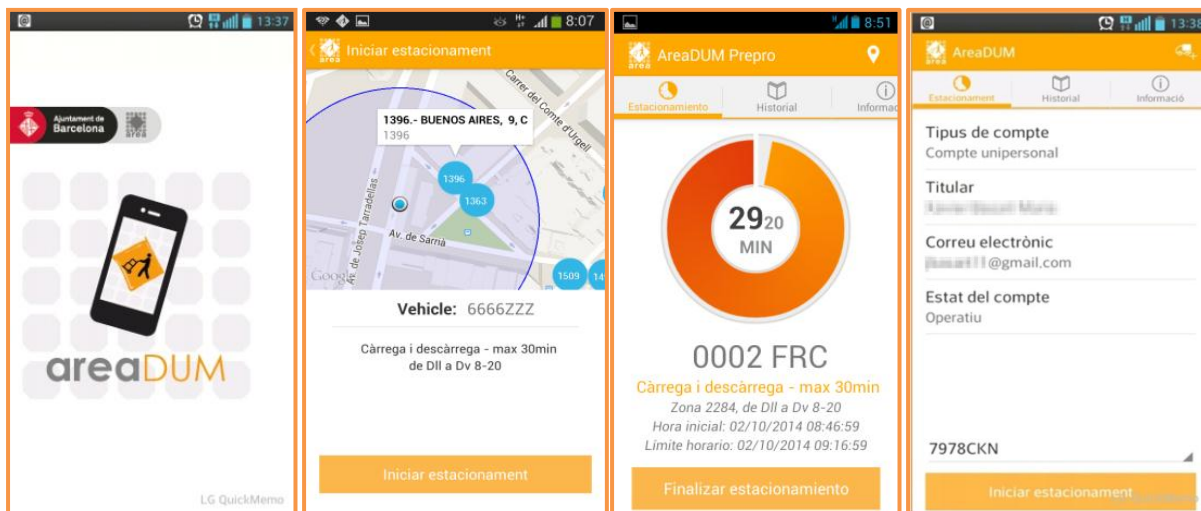 13:37
Ajuntament de
Barcelona
area
areaDUM
LG QuickMemo
8:07
Iniciar estacionament
area
Carrer del Comte d'Urgell
1396.- BUENOS AIRES, 9, C
1396
1396
1363
Av. de Josep Tarradellas
Av. de Sarrià
Google
1509
Vehicle: 6666ZZZ
Càrrega i descàrrega - max 30min
de Dll a Dv 8-20
Iniciar estacionament
8:51
area
AreaDUM Prepro
Estacionamiento
Historial
Informac
29 20
MIN
0002 FRC
Càrrega i descàrrega - max 30min
Zona 2284, de Dll a Dv 8-20
Hora inicial: 02/10/2014 08:46:59
Límite horario: 02/10/2014 09:16:59
Finalizar estacionamiento
13:38
area
AreaDUM
Estacionament
Historial
Informació
Tipus de compte
Compte unipersonal
Titular
Correu electrònic
@gmail.com
Estat del compte
Operatiu
7978CKN
Iniciar estacionament